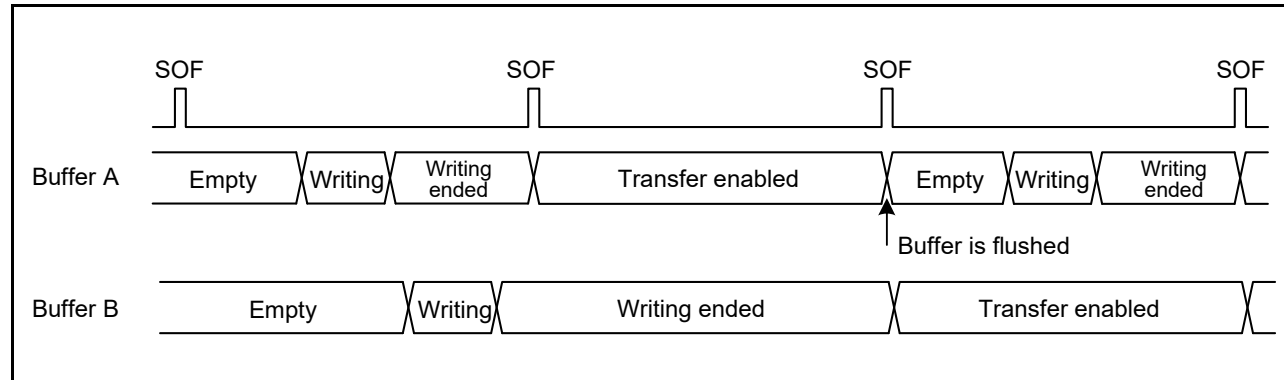 SOF SOF SOF SOF
Buffer A Empty Writing Writing ended Transfer enabled Empty Writing Writing ended
Buffer is flushed
Buffer B Empty Writing Writing ended Transfer enabled